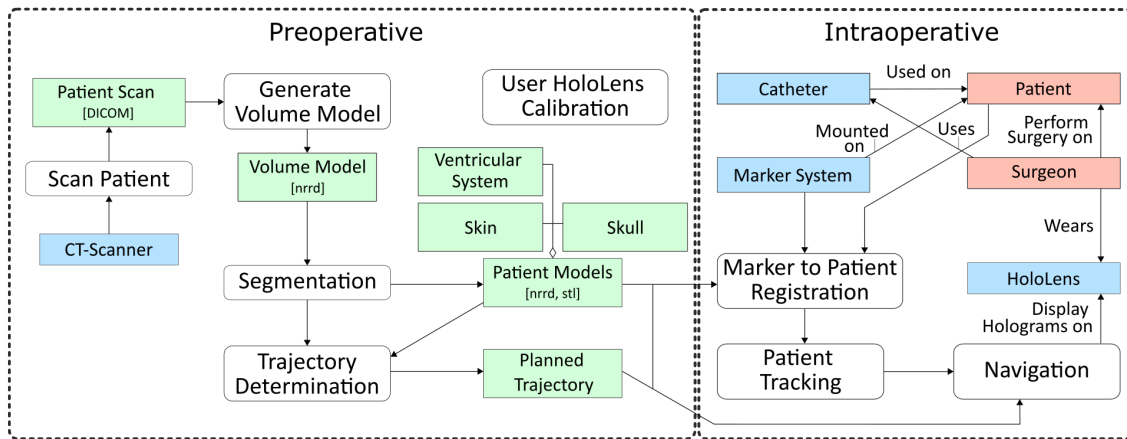 Preoperative
Patient Scan
[DICOM]
Generate
Volume Model
User HoloLens
Calibration
Scan Patient
Volume Model
[nrrd]
Ventricular
System
CT-Scanner
Skin
Skull
Segmentation
Patient Models
[nrrd, stl]
Trajectory
Determination
Planned
Trajectory
Intraoperative
Catheter
Used on
Patient
Mounted
on
Uses
Perform
Surgery on
Marker System
Surgeon
Wears
Marker to Patient
Registration
HoloLens
Display
Holograms on
Patient
Tracking
Navigation